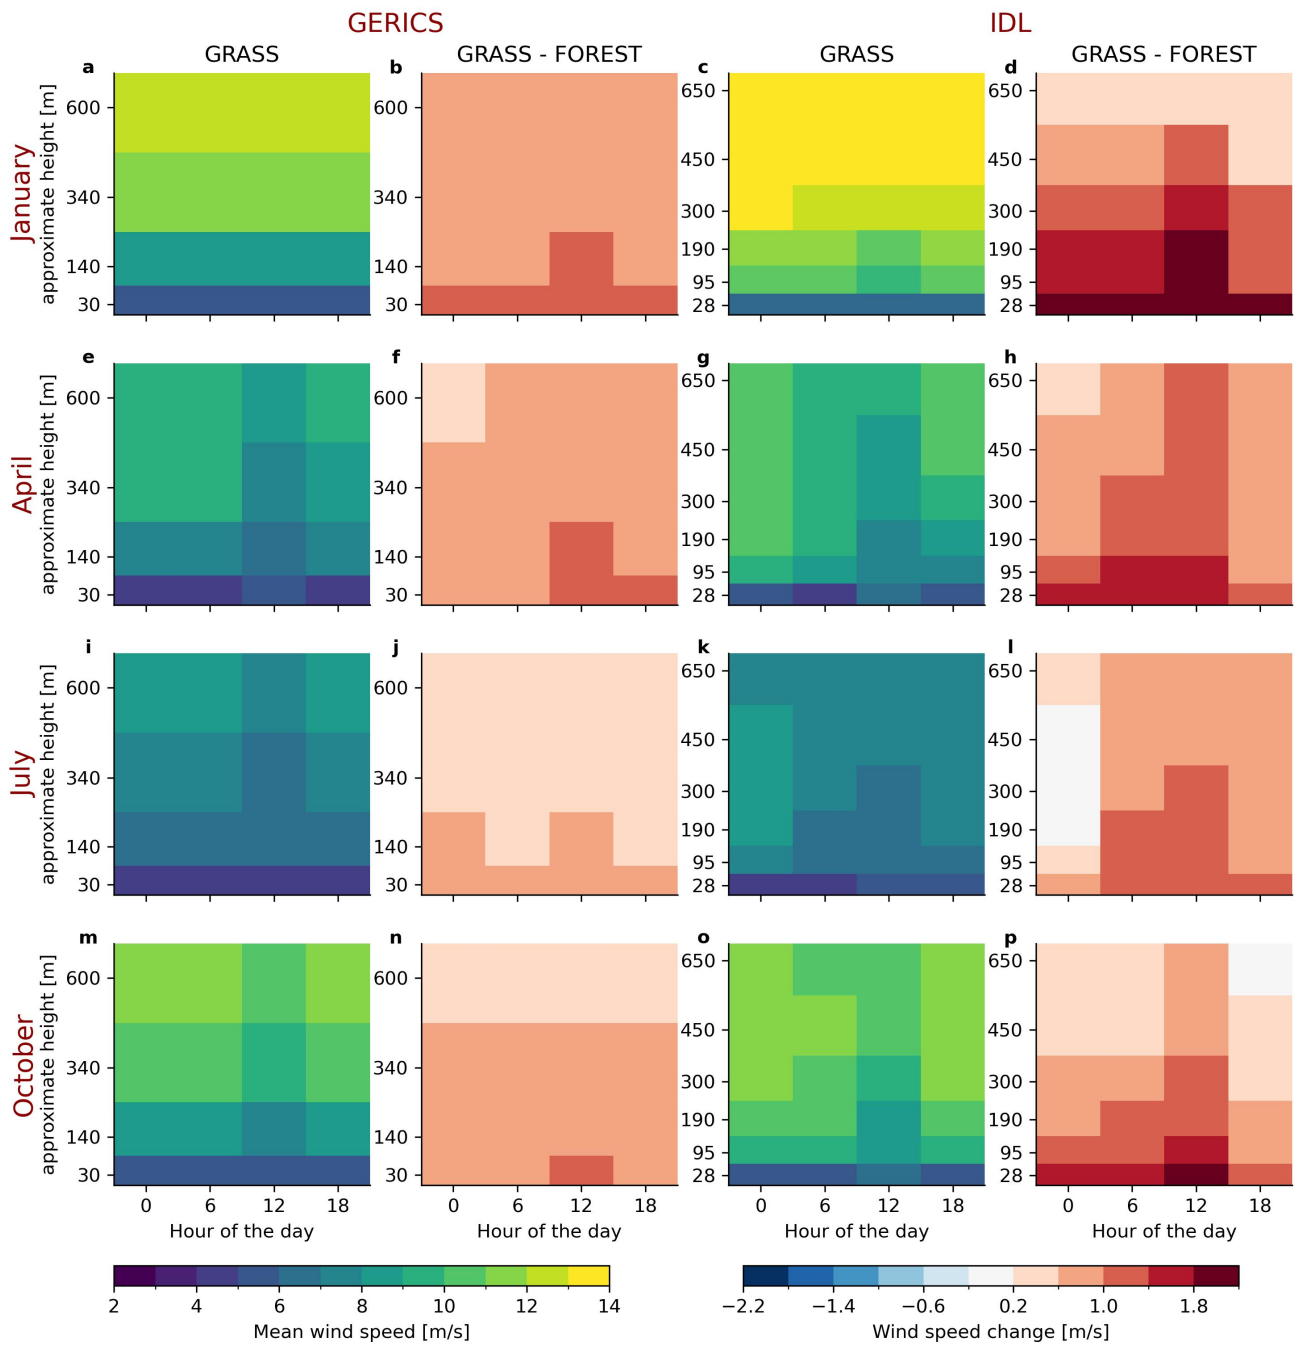 GERICS IDL
GRASS GRASS - FOREST GRASS GRASS - FOREST
a b c d
January
approximate height [m]
600 340 140 30
600 340 140 30
650 450 300 190 95 28
650 450 300 190 95 28
e f g h
April
approximate height [m]
600 340 140 30
600 340 140 30
650 450 300 190 95 28
650 450 300 190 95 28
i j k l
July
approximate height [m]
600 340 140 30
600 340 140 30
650 450 300 190 95 28
650 450 300 190 95 28
m n o p
October
approximate height [m]
600 340 140 30
600 340 140 30
650 450 300 190 95 28
650 450 300 190 95 28
0 6 12 18 0 6 12 18 0 6 12 18 0 6 12 18
Hour of the day Hour of the day Hour of the day Hour of the day
2 4 6 8 10 12 14
Mean wind speed [m/s]
−2.2 −1.4 −0.6 0.2 1.0 1.8
Wind speed change [m/s]